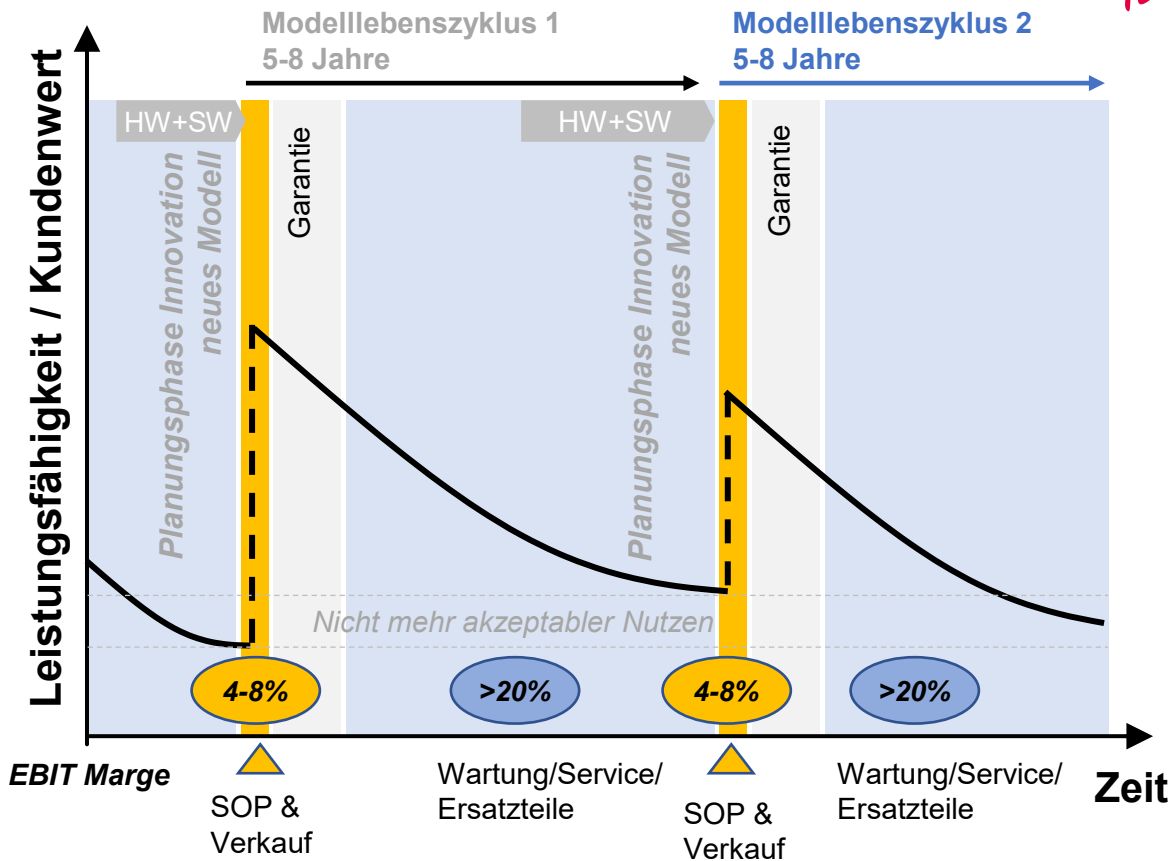 Modelllebenszyklus 1
5-8 Jahre
Modelllebenszyklus 2
5-8 Jahre
Leistungsfähigkeit / Kundenwert
HW+SW
Planungsphase Innovation
neues Modell
Garantie
HW+SW
Planungsphase Innovation
neues Modell
Garantie
Nicht mehr akzeptabler Nutzen
4-8%
>20%
4-8%
>20%
EBIT Marge
SOP &
Verkauf
Wartung/Service/
Ersatzteile
SOP &
Verkauf
Wartung/Service/
Ersatzteile
Zeit